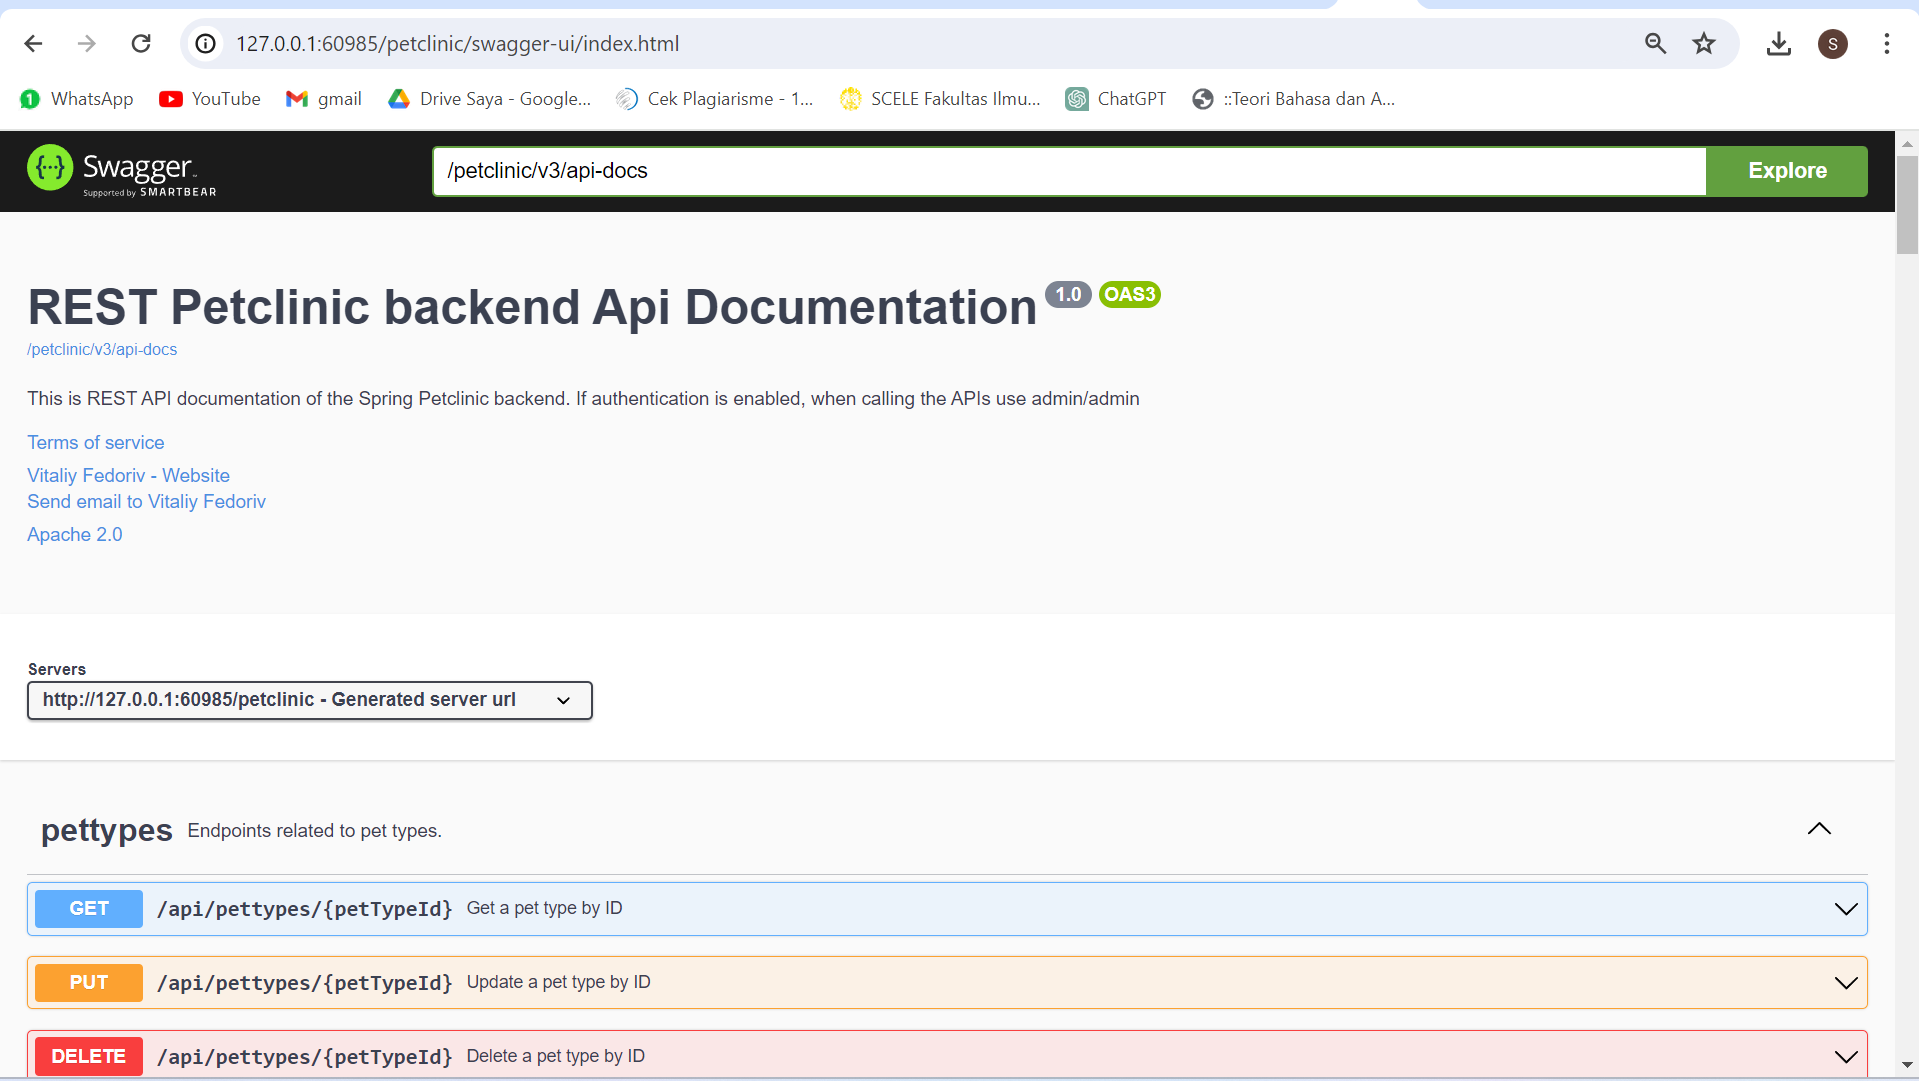 127.0.0.1:60985/petclinic/swagger-ui/index.html
S
WhatsApp YouTube gmail Drive Saya - Google... Cek Plagiarisme - 1... SCELE Fakultas Ilmu... ChatGPT ::Teori Bahasa dan A...
Swagger
Supported by SMARTBEAR
/petclinic/v3/api-docs
Explore
REST Petclinic backend Api Documentation 1.0 OAS3
/petclinic/v3/api-docs
This is REST API documentation of the Spring Petclinic backend. If authentication is enabled, when calling the APIs use admin/admin
Terms of service
Vitaliy Fedoriv - Website
Send email to Vitaliy Fedoriv
Apache 2.0
Servers
http://127.0.0.1:60985/petclinic - Generated server url
pettypes Endpoints related to pet types.
GET /api/pettypes/{petTypeId} Get a pet type by ID
PUT /api/pettypes/{petTypeId} Update a pet type by ID
DELETE /api/pettypes/{petTypeId} Delete a pet type by ID